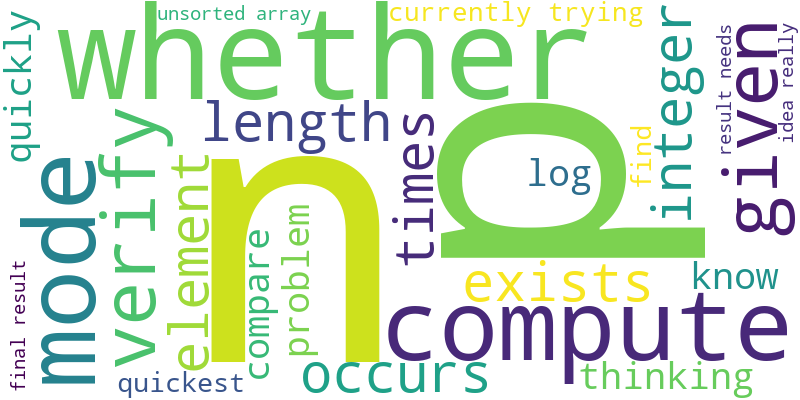 whether
unsorted array
currently trying
quickly
length
integer
given
result needs
idea really
mode
verify
element
n
times
p
log
find
compare
problem
exists
know
compute
final result
quickest
occurs
thinking